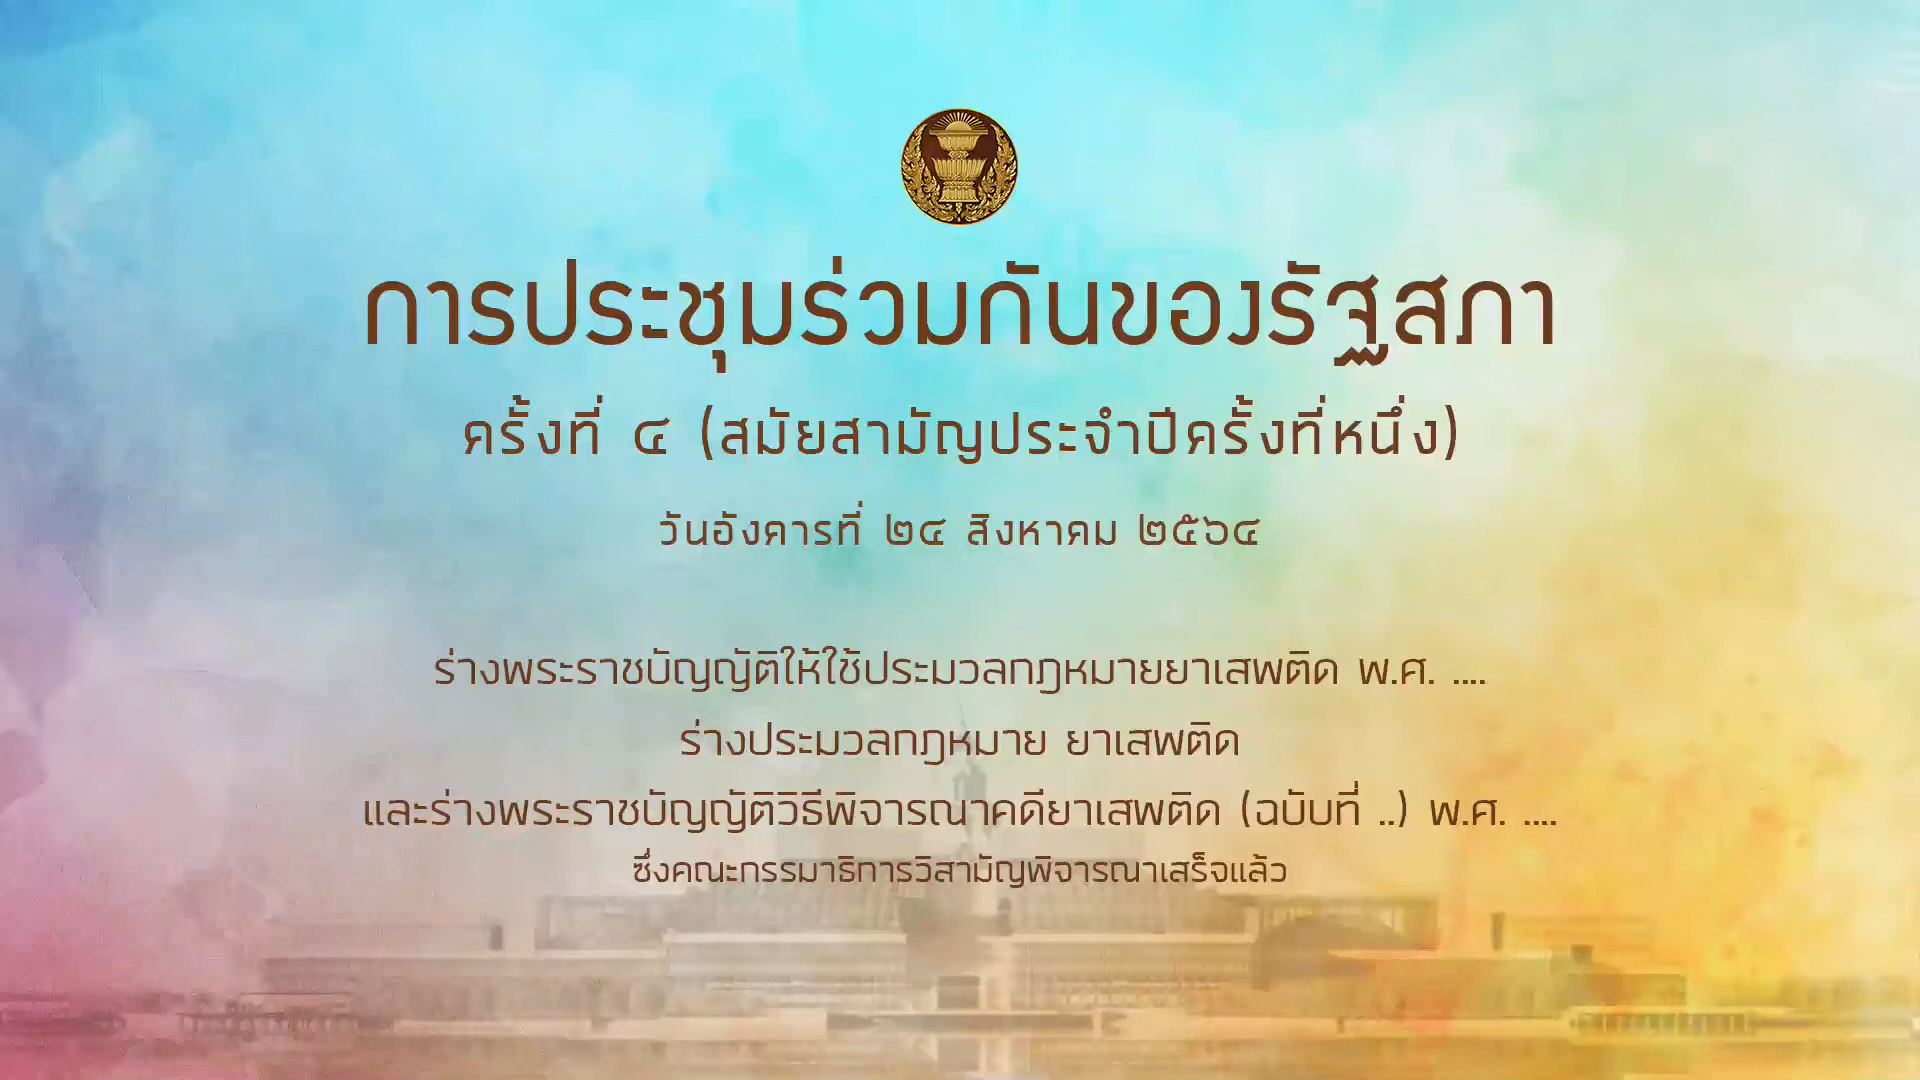 การประชุมร่วมกันของรัฐสภา
ครั้งที่ ๔ (สมัยสามัญประจำปีครั้งที่หนึ่ง)
วันอังคารที่ ๒๔ สิงหาคม ๒๕๖๔
ร่างพระราชบัญญัติให้ใช้ประมวลกฎหมายยาเสพติด พ.ศ. ....
ร่างประมวลกฎหมาย ยาเสพติด
และร่างพระราชบัญญัติวิธีพิจารณาคดียาเสพติด (ฉบับที่ ..) พ.ศ. ....
ซึ่งคณะกรรมาธิการวิสามัญพิจารณาเสร็จแล้ว